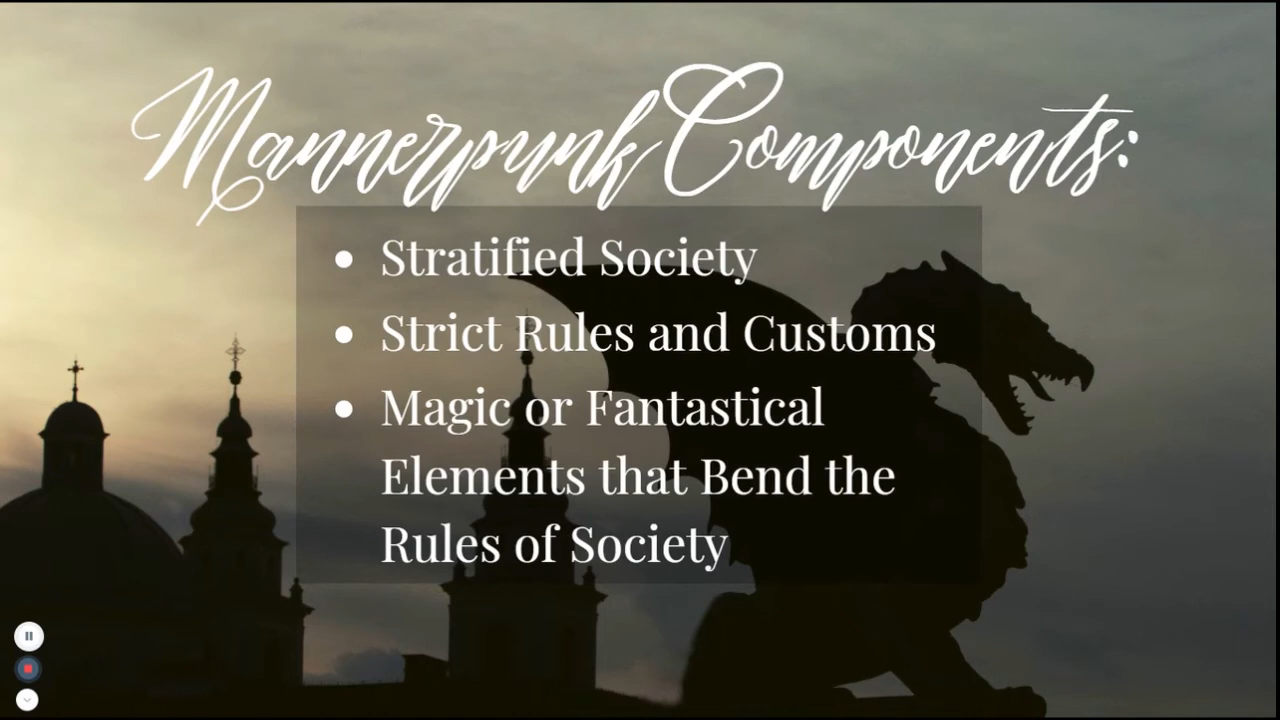 Mannerpunk Components:
• Stratified Society
• Strict Rules and Customs
• Magic or Fantastical
Elements that Bend the
Rules of Society